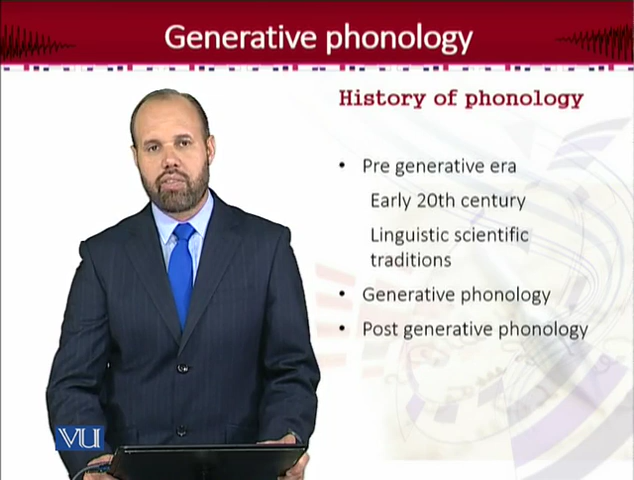 Generative phonology
History of phonology
• Pre generative era
Early 20th century
Linguistic scientific
traditions
• Generative phonology
• Post generative phonology
VU